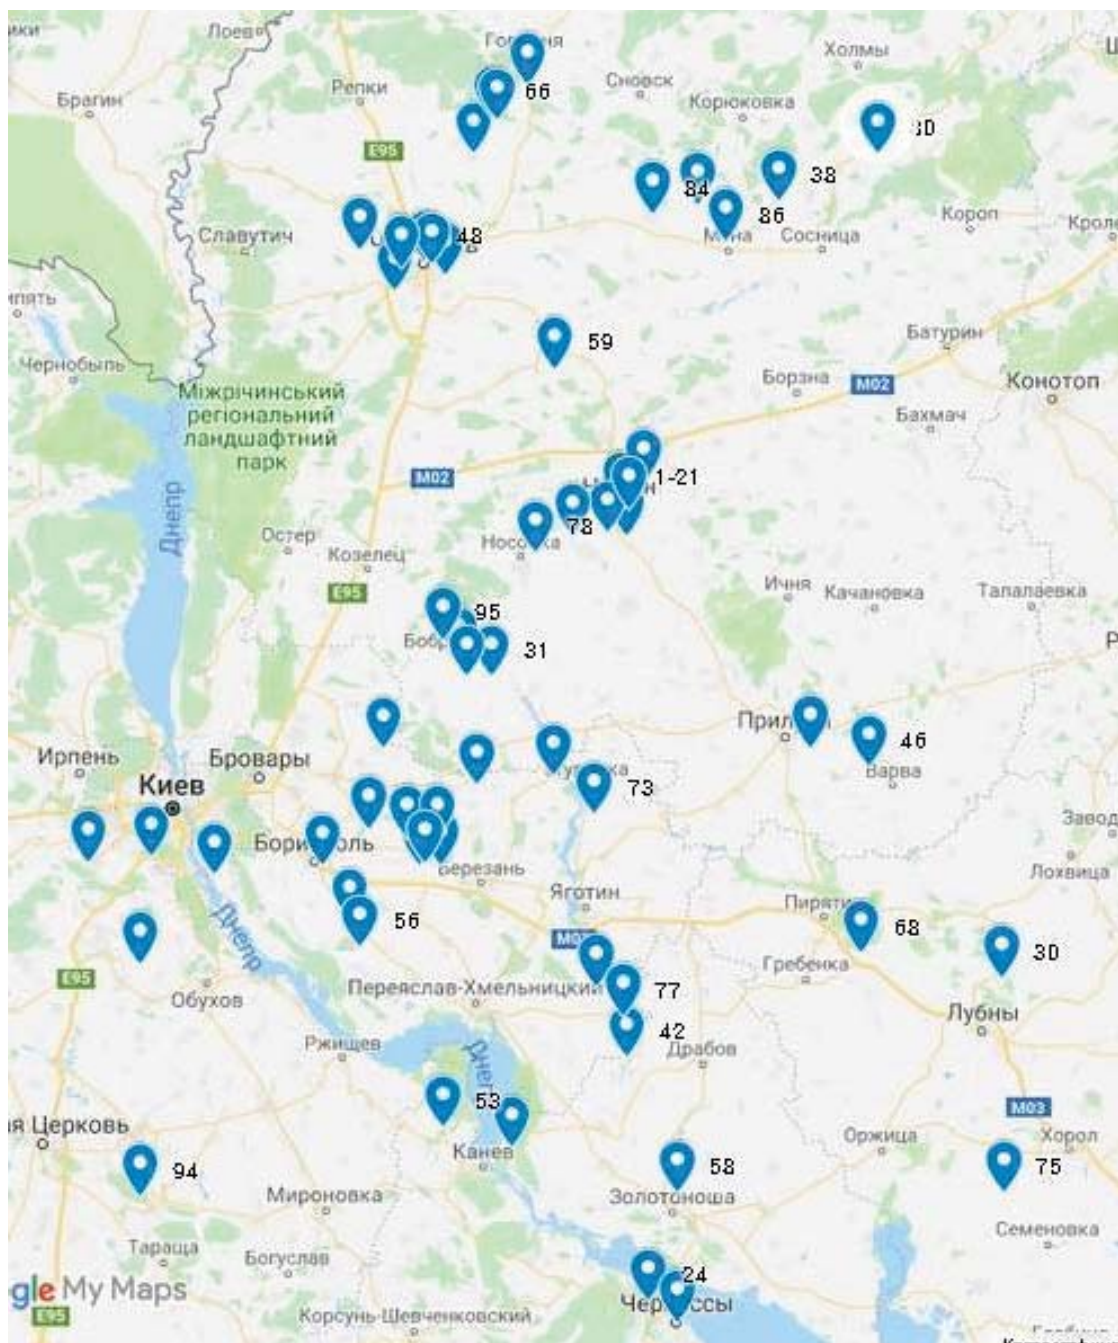 Лоев
Холмы
Сновск
Репки
66
Брагин
Корюковка
E95
38
84
86
Короп
Славутич
48
Сосница
Батурин
59
Чернобыль
Борзна
M02
Конотоп
Міжрічинський
регіональний
ландшафтний
парк
Бахмач
M02
1-21
Днепр
78
Остер
Козелец
Ичня
Качановка
Талалаевка
E95
95
31
46
Ирпень
Бровары
Варва
Киев
73
Яготин
Лохвица
56
68
Днепр
30
E95
Гребенка
77
Обухов
Переяслав-Хмельницкий
Лубны
42
Ржищев
Драбов
53
M03
ая Церковь
Оржица
Хорол
Канев
94
58
75
Мироновка
Золотоноша
Семеновка
Тараща
Богуслав
24
gle My Maps
E95
Корсунь-Шевченковский